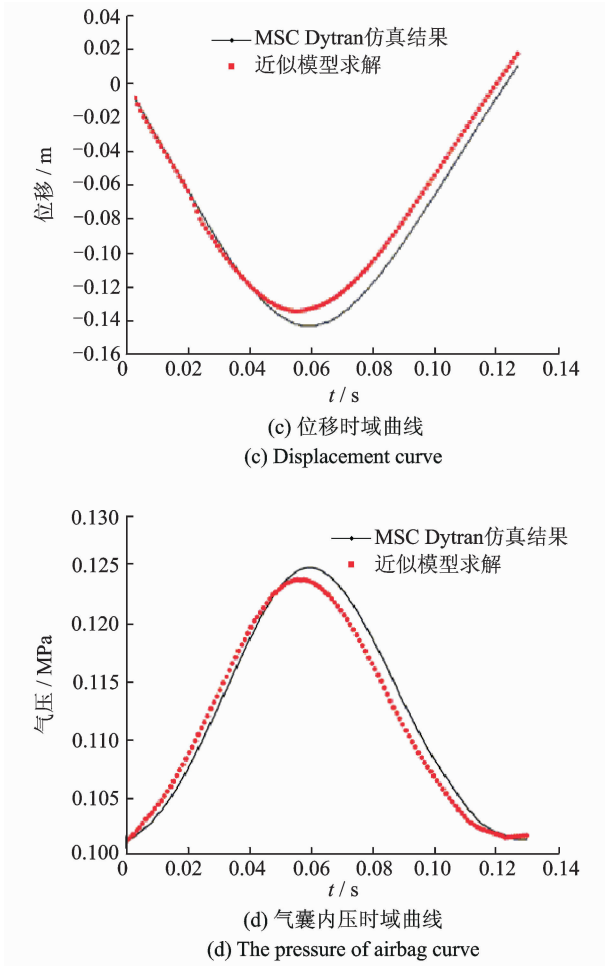 0.04
0.02
0
−0.02
−0.04
−0.06
−0.08
−0.10
−0.12
−0.14
−0.16
位移 / m
MSC Dytran仿真结果
近似模型求解
0 0.02 0.04 0.06 0.08 0.10 0.12 0.14
t / s
(c) 位移时域曲线
(c) Displacement curve
0.130
0.125
0.120
0.115
0.110
0.105
0.100
气压 / MPa
MSC Dytran仿真结果
近似模型求解
0 0.02 0.04 0.06 0.08 0.10 0.12 0.14
t / s
(d) 气囊内压时域曲线
(d) The pressure of airbag curve